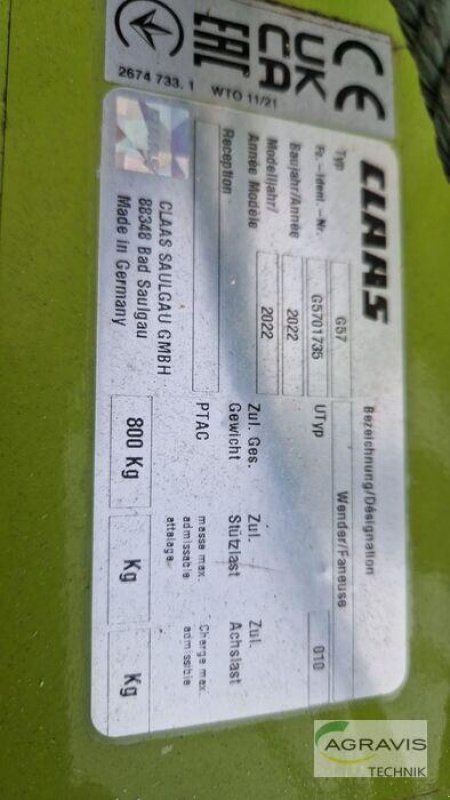 CE UK CA EAC
2674 733. 1 WTO 11/21
CLAAS
Bezeichnung/Désignation
Typ G57 Wender/Faneuse
Fz.-Ident.-Nr. G5701735 UTyp 010
Baujahr/Année 2022
Modelljahr/
Année Modèle 2022
Reception
Zul. Ges. Gewicht
Zul. Stützlast
Zul. Achslast
PTAC
masse max. admissable attelage
Charge max admissible
CLAAS SAULGAU GMBH
88348 Bad Saulgau
Made in Germany
800 Kg Kg Kg
AGRAVIS
TECHNIK